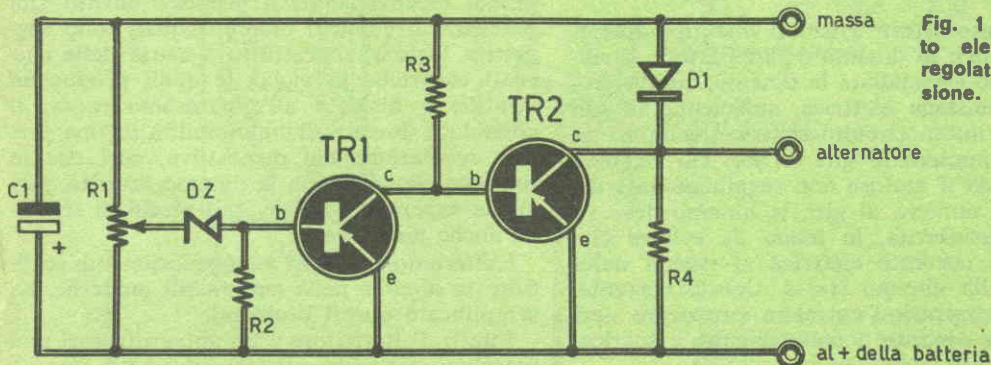 massa
Fig. 1
to ele
regolat
sione.
R3
D1
TR1
TR2
c
alternatore
C1
R1
DZ
b
c
b
+
e
e
R4
R2
al + della batteria